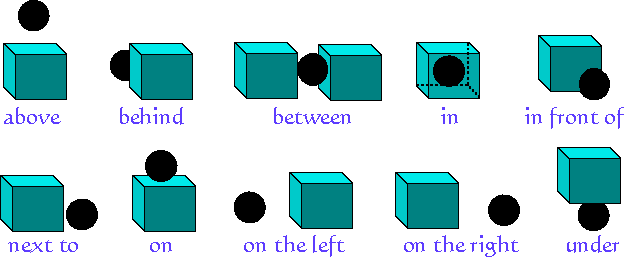 above behind between in in front of
next to on on the left on the right under